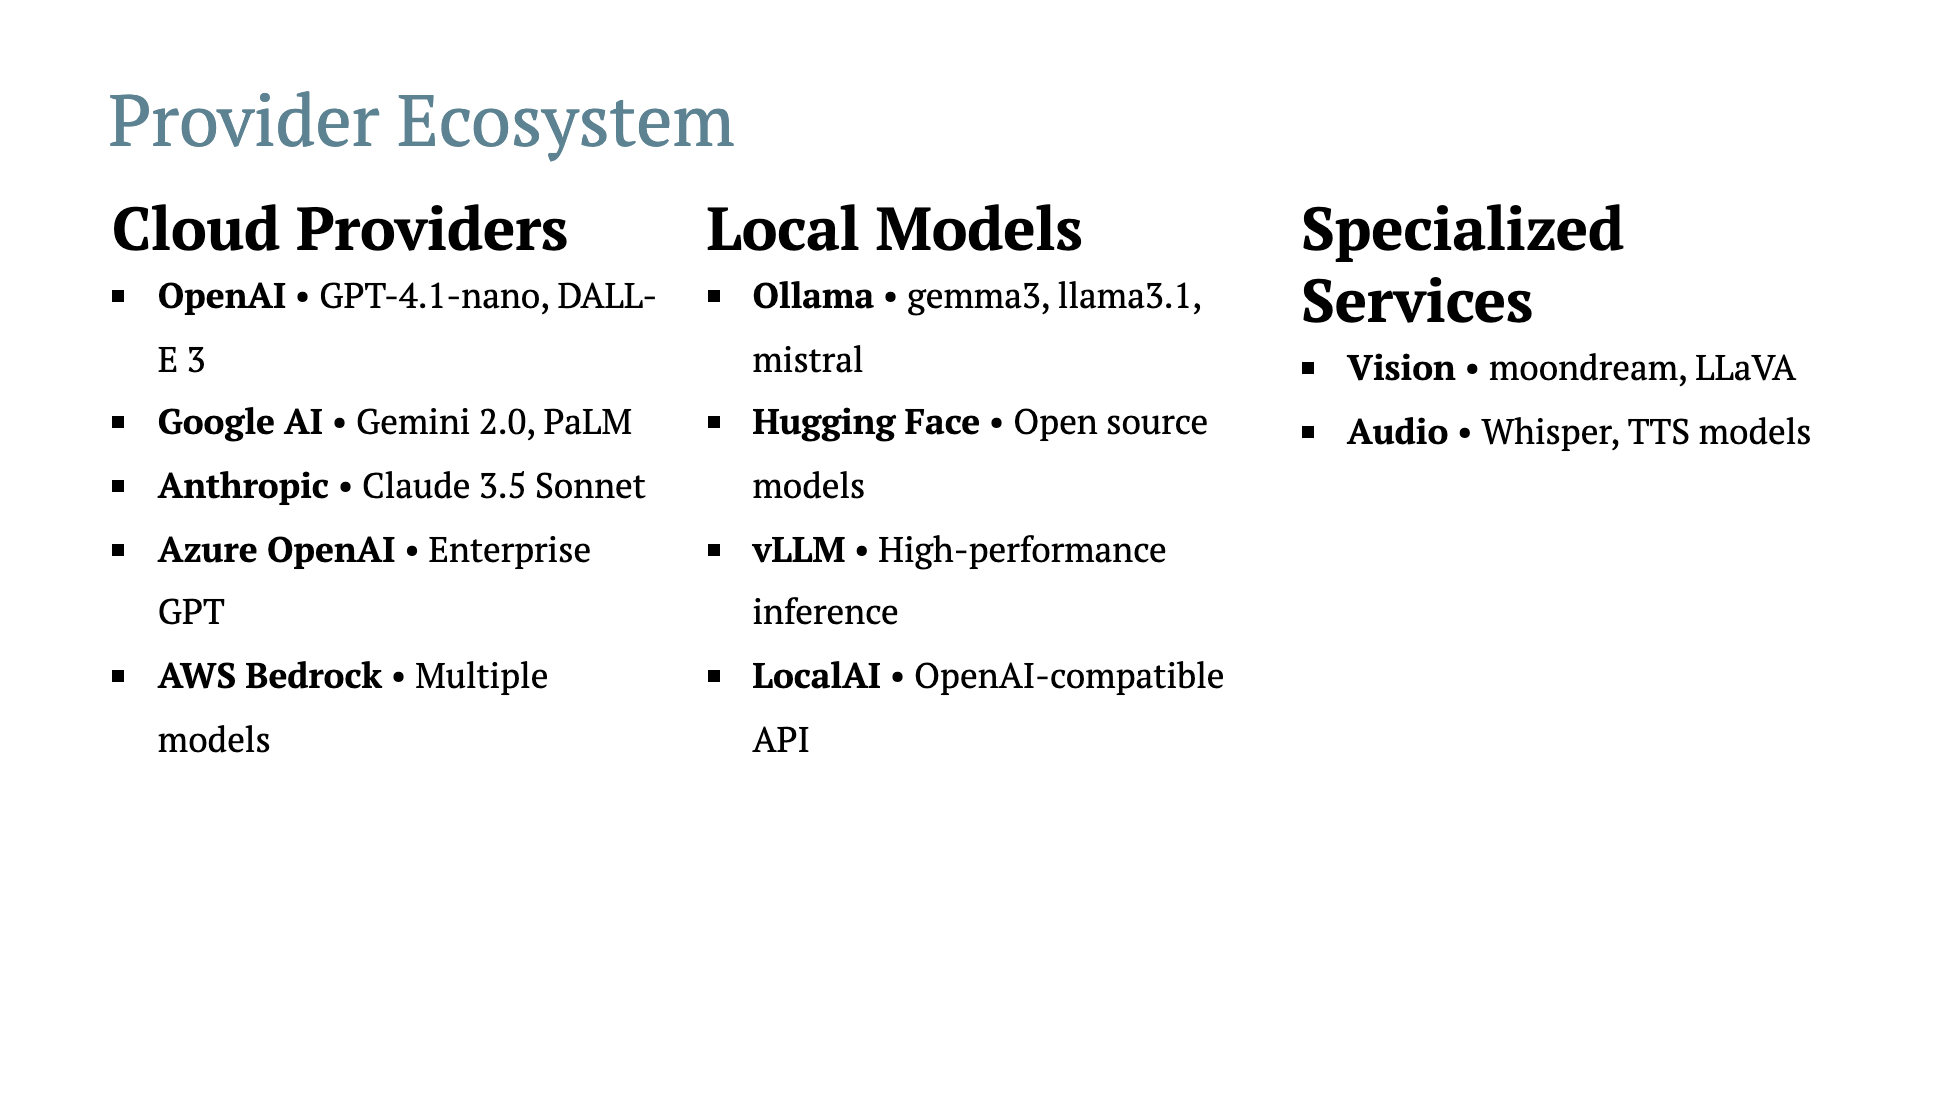 Provider Ecosystem
Cloud Providers
▪ OpenAI • GPT-4.1-nano, DALL-
E 3
▪ Google AI • Gemini 2.0, PaLM
▪ Anthropic • Claude 3.5 Sonnet
▪ Azure OpenAI • Enterprise
GPT
▪ AWS Bedrock • Multiple
models
Local Models
▪ Ollama • gemma3, llama3.1,
mistral
▪ Hugging Face • Open source
models
▪ vLLM • High-performance
inference
▪ LocalAI • OpenAI-compatible
API
Specialized
Services
▪ Vision • moondream, LLaVA
▪ Audio • Whisper, TTS models